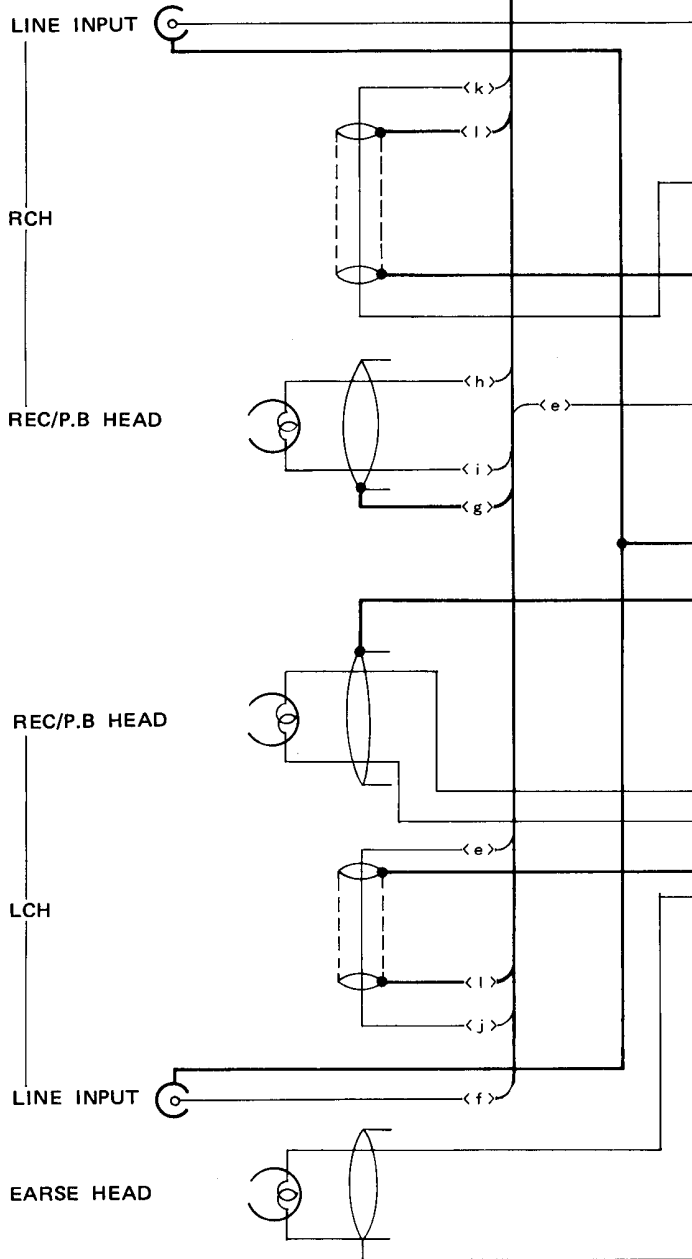 LINE INPUT
<k>
<l>
RCH
<h>
<e>
REC/P.B HEAD
<i>
<g>
REC/P.B HEAD
<e>
LCH
<l>
<j>
LINE INPUT
<f>
EARSE HEAD